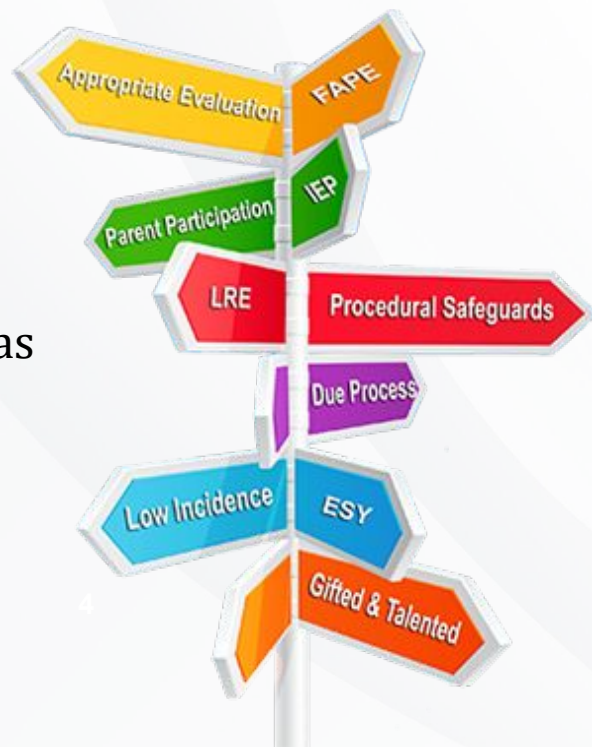 Appropriate Evaluation
FAPE
Parent Participation
IEP
LRE
Procedural Safeguards
as
Due Process
Low Incidence
ESY
4
Gifted & Talented